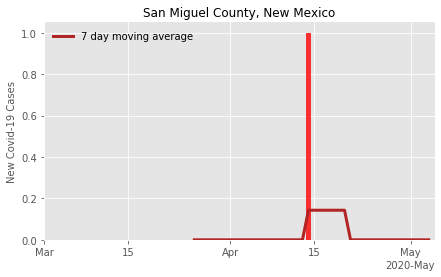 San Miguel County, New Mexico
7 day moving average
New Covid-19 Cases
1.0
0.8
0.6
0.4
0.2
0.0
Mar 15 Apr 15 May
2020-May